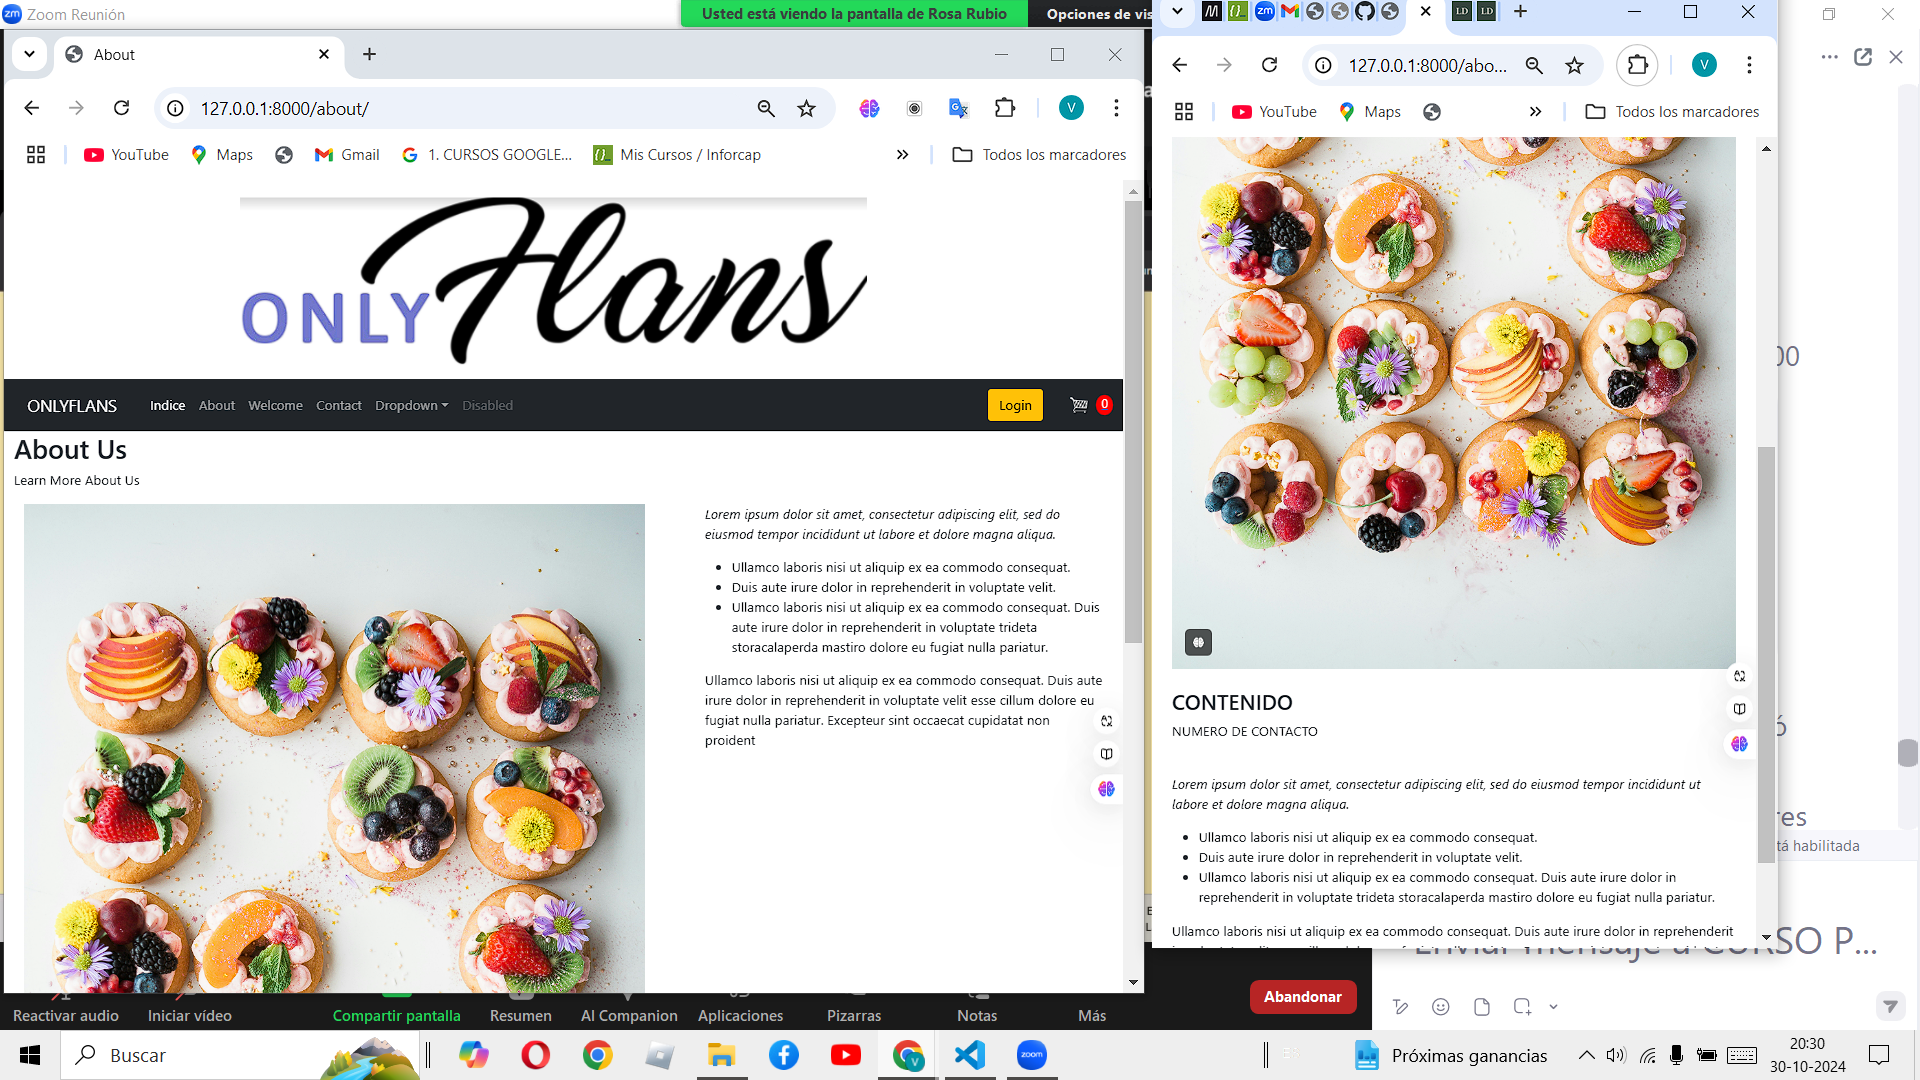 Zoom Reunión
Usted está viendo la pantalla de Rosa Rubio
Opciones de vis
About
127.0.0.1:8000/about/
YouTube
Maps
Gmail
1. CURSOS GOOGLE...
Mis Cursos / Inforcap
Todos los marcadores
ONLY Flans
ONLYFLANS
Indice
About
Welcome
Contact
Dropdown
Disabled
Login
0
About Us
Learn More About Us
Lorem ipsum dolor sit amet, consectetur adipiscing elit, sed do
eiusmod tempor incididunt ut labore et dolore magna aliqua.
Ullamco laboris nisi ut aliquip ex ea commodo consequat.
Duis aute irure dolor in reprehenderit in voluptate velit.
Ullamco laboris nisi ut aliquip ex ea commodo consequat. Duis
aute irure dolor in reprehenderit in voluptate trideta
storacalaperda mastiro dolore eu fugiat nulla pariatur.
Ullamco laboris nisi ut aliquip ex ea commodo consequat. Duis aute
irure dolor in reprehenderit in voluptate velit esse cillum dolore eu
fugiat nulla pariatur. Excepteur sint occaecat cupidatat non
proident
127.0.0.1:8000/abo...
V
YouTube
Maps
Todos los marcadores
CONTENIDO
NUMERO DE CONTACTO
Lorem ipsum dolor sit amet, consectetur adipiscing elit, sed do eiusmod tempor incididunt ut
labore et dolore magna aliqua.
Ullamco laboris nisi ut aliquip ex ea commodo consequat.
Duis aute irure dolor in reprehenderit in voluptate velit.
Ullamco laboris nisi ut aliquip ex ea commodo consequat. Duis aute irure dolor in
reprehenderit in voluptate trideta storacalaperda mastiro dolore eu fugiat nulla pariatur.
Ullamco laboris nisi ut aliquip ex ea commodo consequat. Duis aute irure dolor in reprehenderit
Enviar mensaje a CURSO P...
Abandonar
Reactivar audio
Iniciar vídeo
Compartir pantalla
Resumen
AI Companion
Aplicaciones
Pizarras
Notas
Más
Buscar
zoom
Próximas ganancias
20:30
30-10-2024